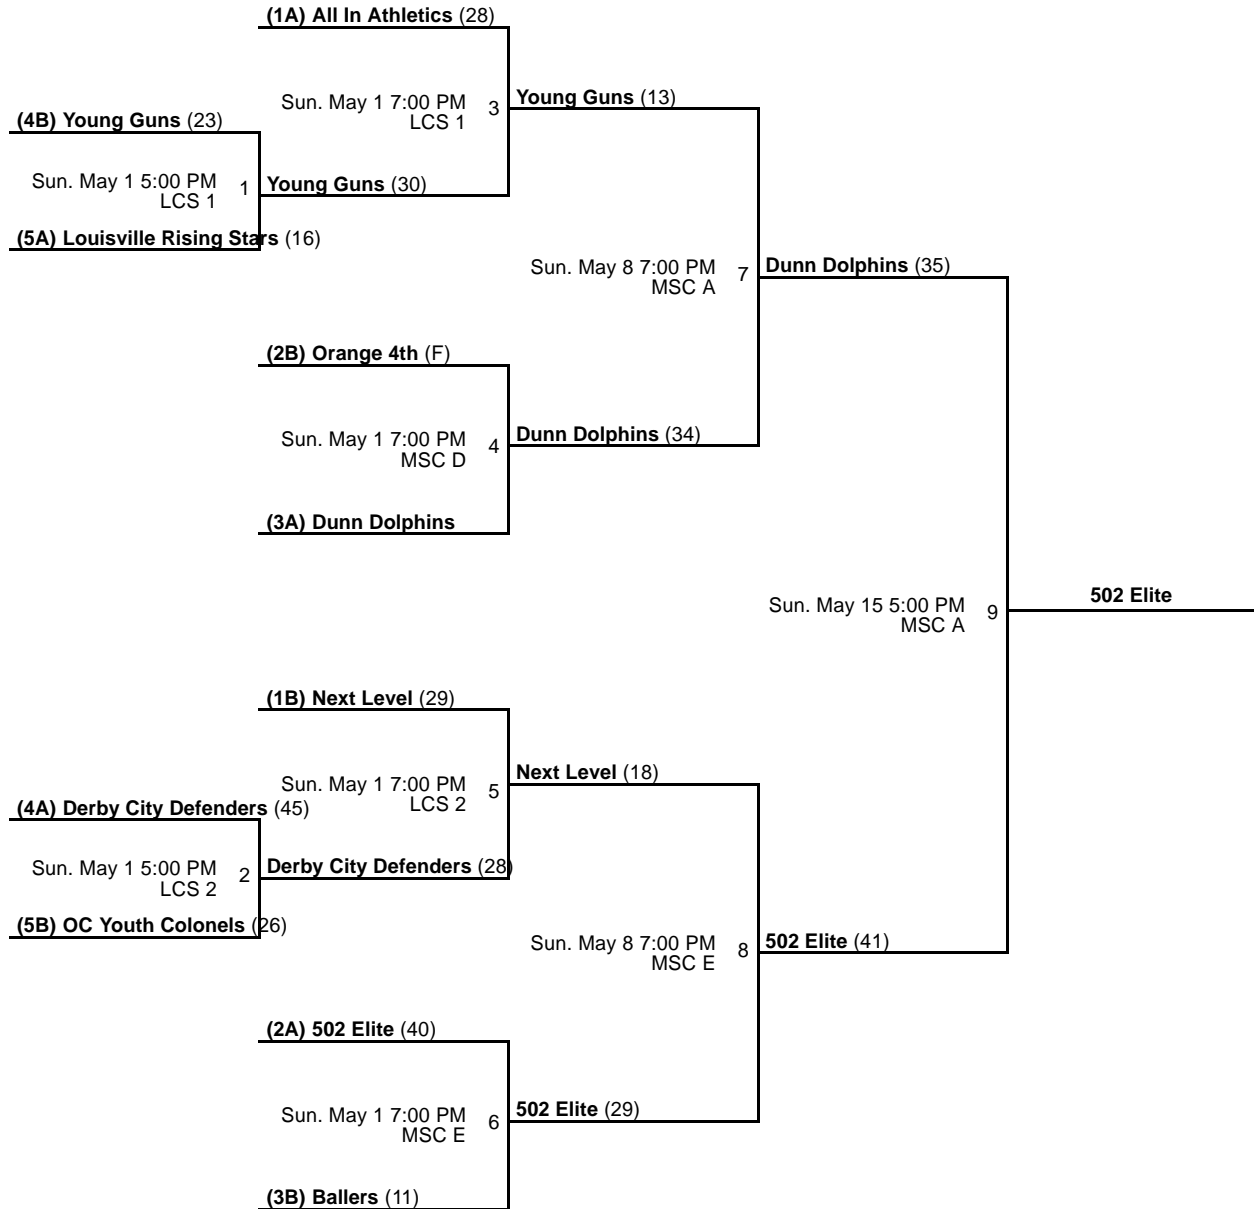 (1A) All In Athletics (28)
Sun. May 1 7:00 PM
LCS 1
3
Young Guns (13)
(4B) Young Guns (23)
Sun. May 1 5:00 PM
LCS 1
1
Young Guns (30)
(5A) Louisville Rising Stars (16)
Sun. May 8 7:00 PM
MSC A
7
Dunn Dolphins (35)
(2B) Orange 4th (F)
Sun. May 1 7:00 PM
MSC D
4
Dunn Dolphins (34)
(3A) Dunn Dolphins
Sun. May 15 5:00 PM
MSC A
9
502 Elite
(1B) Next Level (29)
Sun. May 1 7:00 PM
LCS 2
5
Next Level (18)
(4A) Derby City Defenders (45)
Sun. May 1 5:00 PM
LCS 2
2
Derby City Defenders (28)
(5B) OC Youth Colonels (26)
Sun. May 8 7:00 PM
MSC E
8
502 Elite (41)
(2A) 502 Elite (40)
Sun. May 1 7:00 PM
MSC E
6
502 Elite (29)
(3B) Ballers (11)